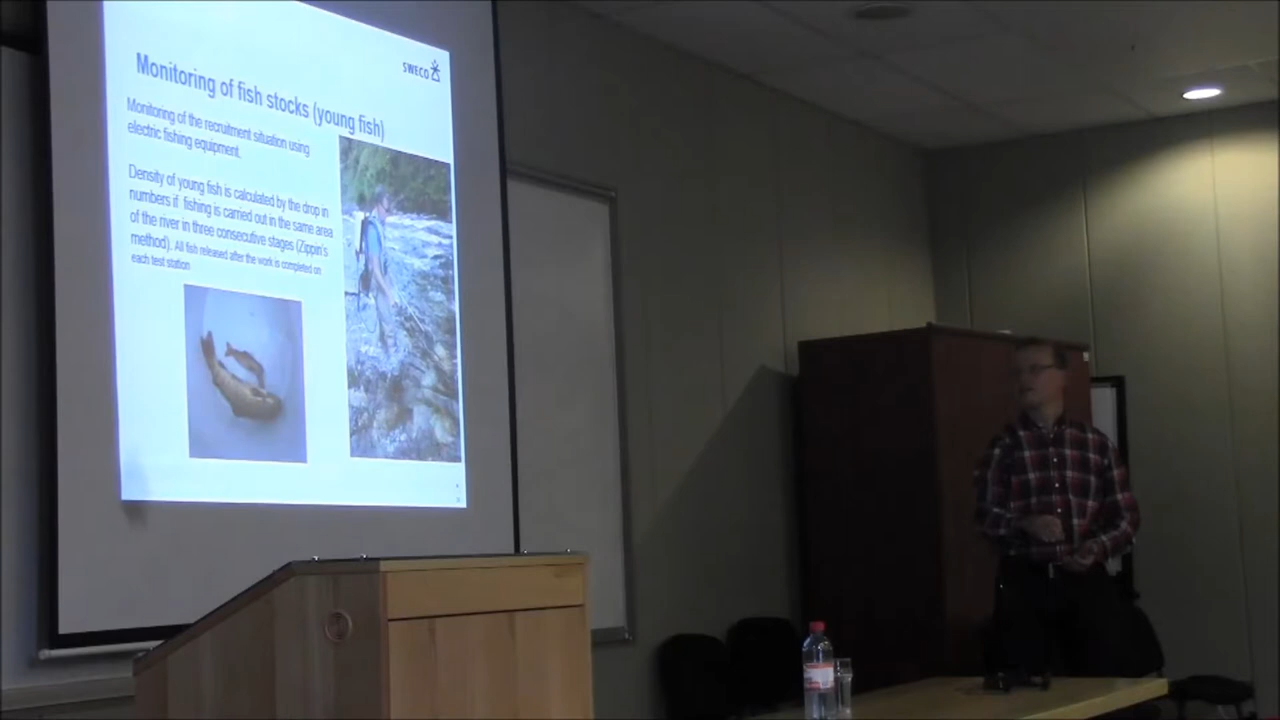 SWECO
Monitoring of fish stocks (young fish)
Monitoring of the recruitment situation using
electric fishing equipment.
Density of young fish is calculated by the drop in
numbers if fishing is carried out in the same area
of the river in three consecutive stages (Zippin's
method). All fish released after the work is completed on
each test station